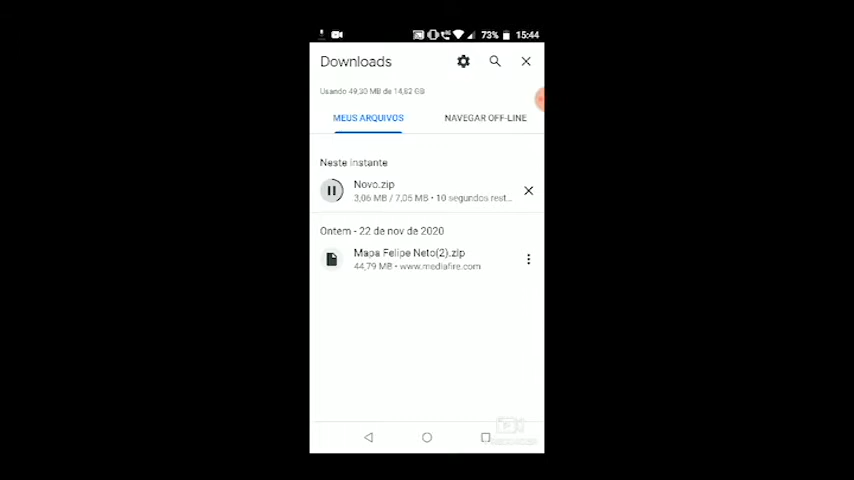 73% 15:44
Downloads
Usando 49,30 MB de 14,82 GB
MEUS ARQUIVOS NAVEGAR OFF-LINE
Neste instante
Novo.zip
3,06 MB / 7,05 MB • 10 segundos rest...
Ontem - 22 de nov de 2020
Mapa Felipe Neto(2).zip
44,79 MB • www.mediafire.com